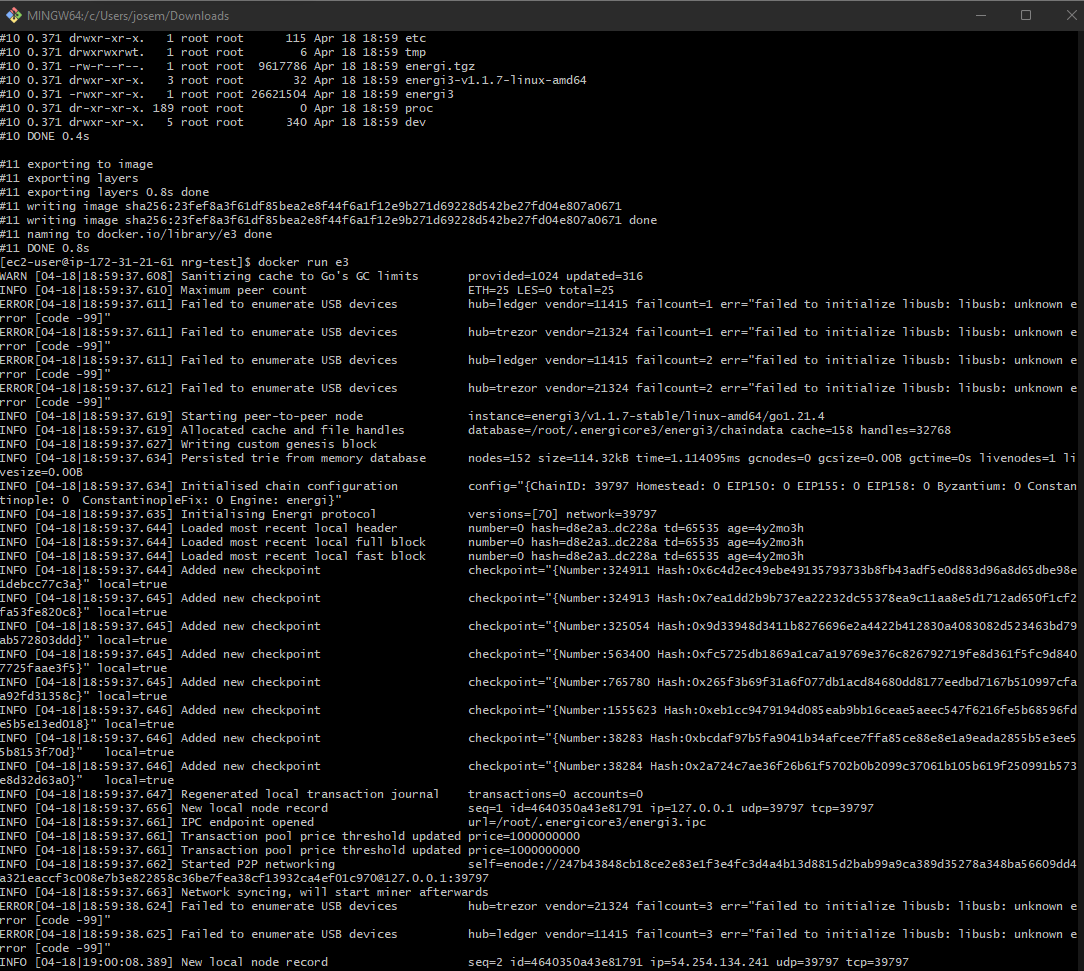 MINGW64:/c/Users/josem/Downloads
#10 0.371 drwxr-xr-x.   1 root root      115 Apr 18 18:59 etc
#10 0.371 drwxrwxrwt.   1 root root        6 Apr 18 18:59 tmp
#10 0.371 -rw-r--r--.   1 root root  9617786 Apr 18 18:59 energi.tgz
#10 0.371 drwxr-xr-x.   3 root root       32 Apr 18 18:59 energi3-v1.1.7-linux-amd64
#10 0.371 -rwxr-xr-x.   1 root root 26621504 Apr 18 18:59 energi3
#10 0.371 dr-xr-xr-x. 189 root root        0 Apr 18 18:59 proc
#10 0.371 drwxr-xr-x.   5 root root      340 Apr 18 18:59 dev
#10 DONE 0.4s
#11 exporting to image
#11 exporting layers
#11 exporting layers 0.8s done
#11 writing image sha256:23fef8a3f61df85bea2e8f44f6a1f12e9b271d69228d542be27fd04e807a0671
#11 writing image sha256:23fef8a3f61df85bea2e8f44f6a1f12e9b271d69228d542be27fd04e807a0671 done
#11 naming to docker.io/library/e3 done
#11 DONE 0.8s
[ec2-user@ip-172-31-21-61 nrg-test]$ docker run e3
WARN [04-18|18:59:37.608] Sanitizing cache to Go's GC limits       provided=1024 updated=316
INFO [04-18|18:59:37.610] Maximum peer count                       ETH=25 LES=0 total=25
ERROR[04-18|18:59:37.611] Failed to enumerate USB devices          hub=ledger vendor=11415 failcount=1 err="failed to initialize libusb: libusb: unknown e
rror [code -99]"
ERROR[04-18|18:59:37.611] Failed to enumerate USB devices          hub=trezor vendor=21324 failcount=1 err="failed to initialize libusb: libusb: unknown e
rror [code -99]"
ERROR[04-18|18:59:37.611] Failed to enumerate USB devices          hub=ledger vendor=11415 failcount=2 err="failed to initialize libusb: libusb: unknown e
rror [code -99]"
ERROR[04-18|18:59:37.612] Failed to enumerate USB devices          hub=trezor vendor=21324 failcount=2 err="failed to initialize libusb: libusb: unknown e
rror [code -99]"
INFO [04-18|18:59:37.619] Starting peer-to-peer node               instance=energi3/v1.1.7-stable/linux-amd64/go1.21.4
INFO [04-18|18:59:37.619] Allocated cache and file handles         database=/root/.energicore3/energi3/chaindata cache=158 handles=32768
INFO [04-18|18:59:37.627] Writing custom genesis block
INFO [04-18|18:59:37.634] Persisted trie from memory database      nodes=152 size=114.32kB time=1.114095ms gcnodes=0 gcsize=0.00B gctime=0s livenodes=1 li
vesize=0.00B
INFO [04-18|18:59:37.634] Initialised chain configuration          config="{ChainID: 39797 Homestead: 0 EIP150: 0 EIP155: 0 EIP158: 0 Byzantium: 0 Constan
tinople: 0  ConstantinopleFix: 0 Engine: energi}"
INFO [04-18|18:59:37.635] Initialising Energi protocol             versions=[70] network=39797
INFO [04-18|18:59:37.644] Loaded most recent local header          number=0 hash=d8e2a3…dc228a td=65535 age=4y2mo3h
INFO [04-18|18:59:37.644] Loaded most recent local full block      number=0 hash=d8e2a3…dc228a td=65535 age=4y2mo3h
INFO [04-18|18:59:37.644] Loaded most recent local fast block      number=0 hash=d8e2a3…dc228a td=65535 age=4y2mo3h
INFO [04-18|18:59:37.644] Added new checkpoint                     checkpoint="{Number:324911 Hash:0x6c4d2ec49ebe49135793733b8fb43adf5e0d883d96a8d65dbe98e
1debcc77c3a}" local=true
INFO [04-18|18:59:37.645] Added new checkpoint                     checkpoint="{Number:324913 Hash:0x7ea1dd2b9b737ea22232dc55378ea9c11aa8e5d1712ad650f1cf2
fa53fe820c8}" local=true
INFO [04-18|18:59:37.645] Added new checkpoint                     checkpoint="{Number:325054 Hash:0x9d33948d3411b8276696e2a4422b412830a4083082d523463bd79
ab572803ddd}" local=true
INFO [04-18|18:59:37.645] Added new checkpoint                     checkpoint="{Number:563400 Hash:0xfc5725db1869a1ca7a19769e376c826792719fe8d361f5fc9d840
7725faae3f5}" local=true
INFO [04-18|18:59:37.645] Added new checkpoint                     checkpoint="{Number:765780 Hash:0x265f3b69f31a6f077db1acd84680dd8177eedbd7167b510997cfa
a92fd31358c}" local=true
INFO [04-18|18:59:37.646] Added new checkpoint                     checkpoint="{Number:1555623 Hash:0xeb1cc9479194d085eab9bb16ceae5aeec547f6216fe5b68596fd
e5b5e13ed018}" local=true
INFO [04-18|18:59:37.646] Added new checkpoint                     checkpoint="{Number:38283 Hash:0xbcdaf97b5fa9041b34afcee7ffa85ce88e8e1a9eada2855b5e3ee5
5b8153f70d}"   local=true
INFO [04-18|18:59:37.646] Added new checkpoint                     checkpoint="{Number:38284 Hash:0x2a724c7ae36f26b61f5702b0b2099c37061b105b619f250991b573
e8d32d63a0}"   local=true
INFO [04-18|18:59:37.647] Regenerated local transaction journal    transactions=0 accounts=0
INFO [04-18|18:59:37.656] New local node record                    seq=1 id=4640350a43e81791 ip=127.0.0.1 udp=39797 tcp=39797
INFO [04-18|18:59:37.661] IPC endpoint opened                      url=/root/.energicore3/energi3.ipc
INFO [04-18|18:59:37.661] Transaction pool price threshold updated price=1000000000
INFO [04-18|18:59:37.661] Transaction pool price threshold updated price=1000000000
INFO [04-18|18:59:37.662] Started P2P networking                   self=enode://247b43848cb18ce2e83e1f3e4fc3d4a4b13d8815d2bab99a9ca389d35278a348ba56609dd4
a321eaccf3c008e7b3e822858c36be7fea38cf13932ca4ef01c970@127.0.0.1:39797
INFO [04-18|18:59:37.663] Network syncing, will start miner afterwards
ERROR[04-18|18:59:38.624] Failed to enumerate USB devices          hub=trezor vendor=21324 failcount=3 err="failed to initialize libusb: libusb: unknown e
rror [code -99]"
ERROR[04-18|18:59:38.625] Failed to enumerate USB devices          hub=ledger vendor=11415 failcount=3 err="failed to initialize libusb: libusb: unknown e
rror [code -99]"
INFO [04-18|19:00:08.389] New local node record                    seq=2 id=4640350a43e81791 ip=54.254.134.241 udp=39797 tcp=39797